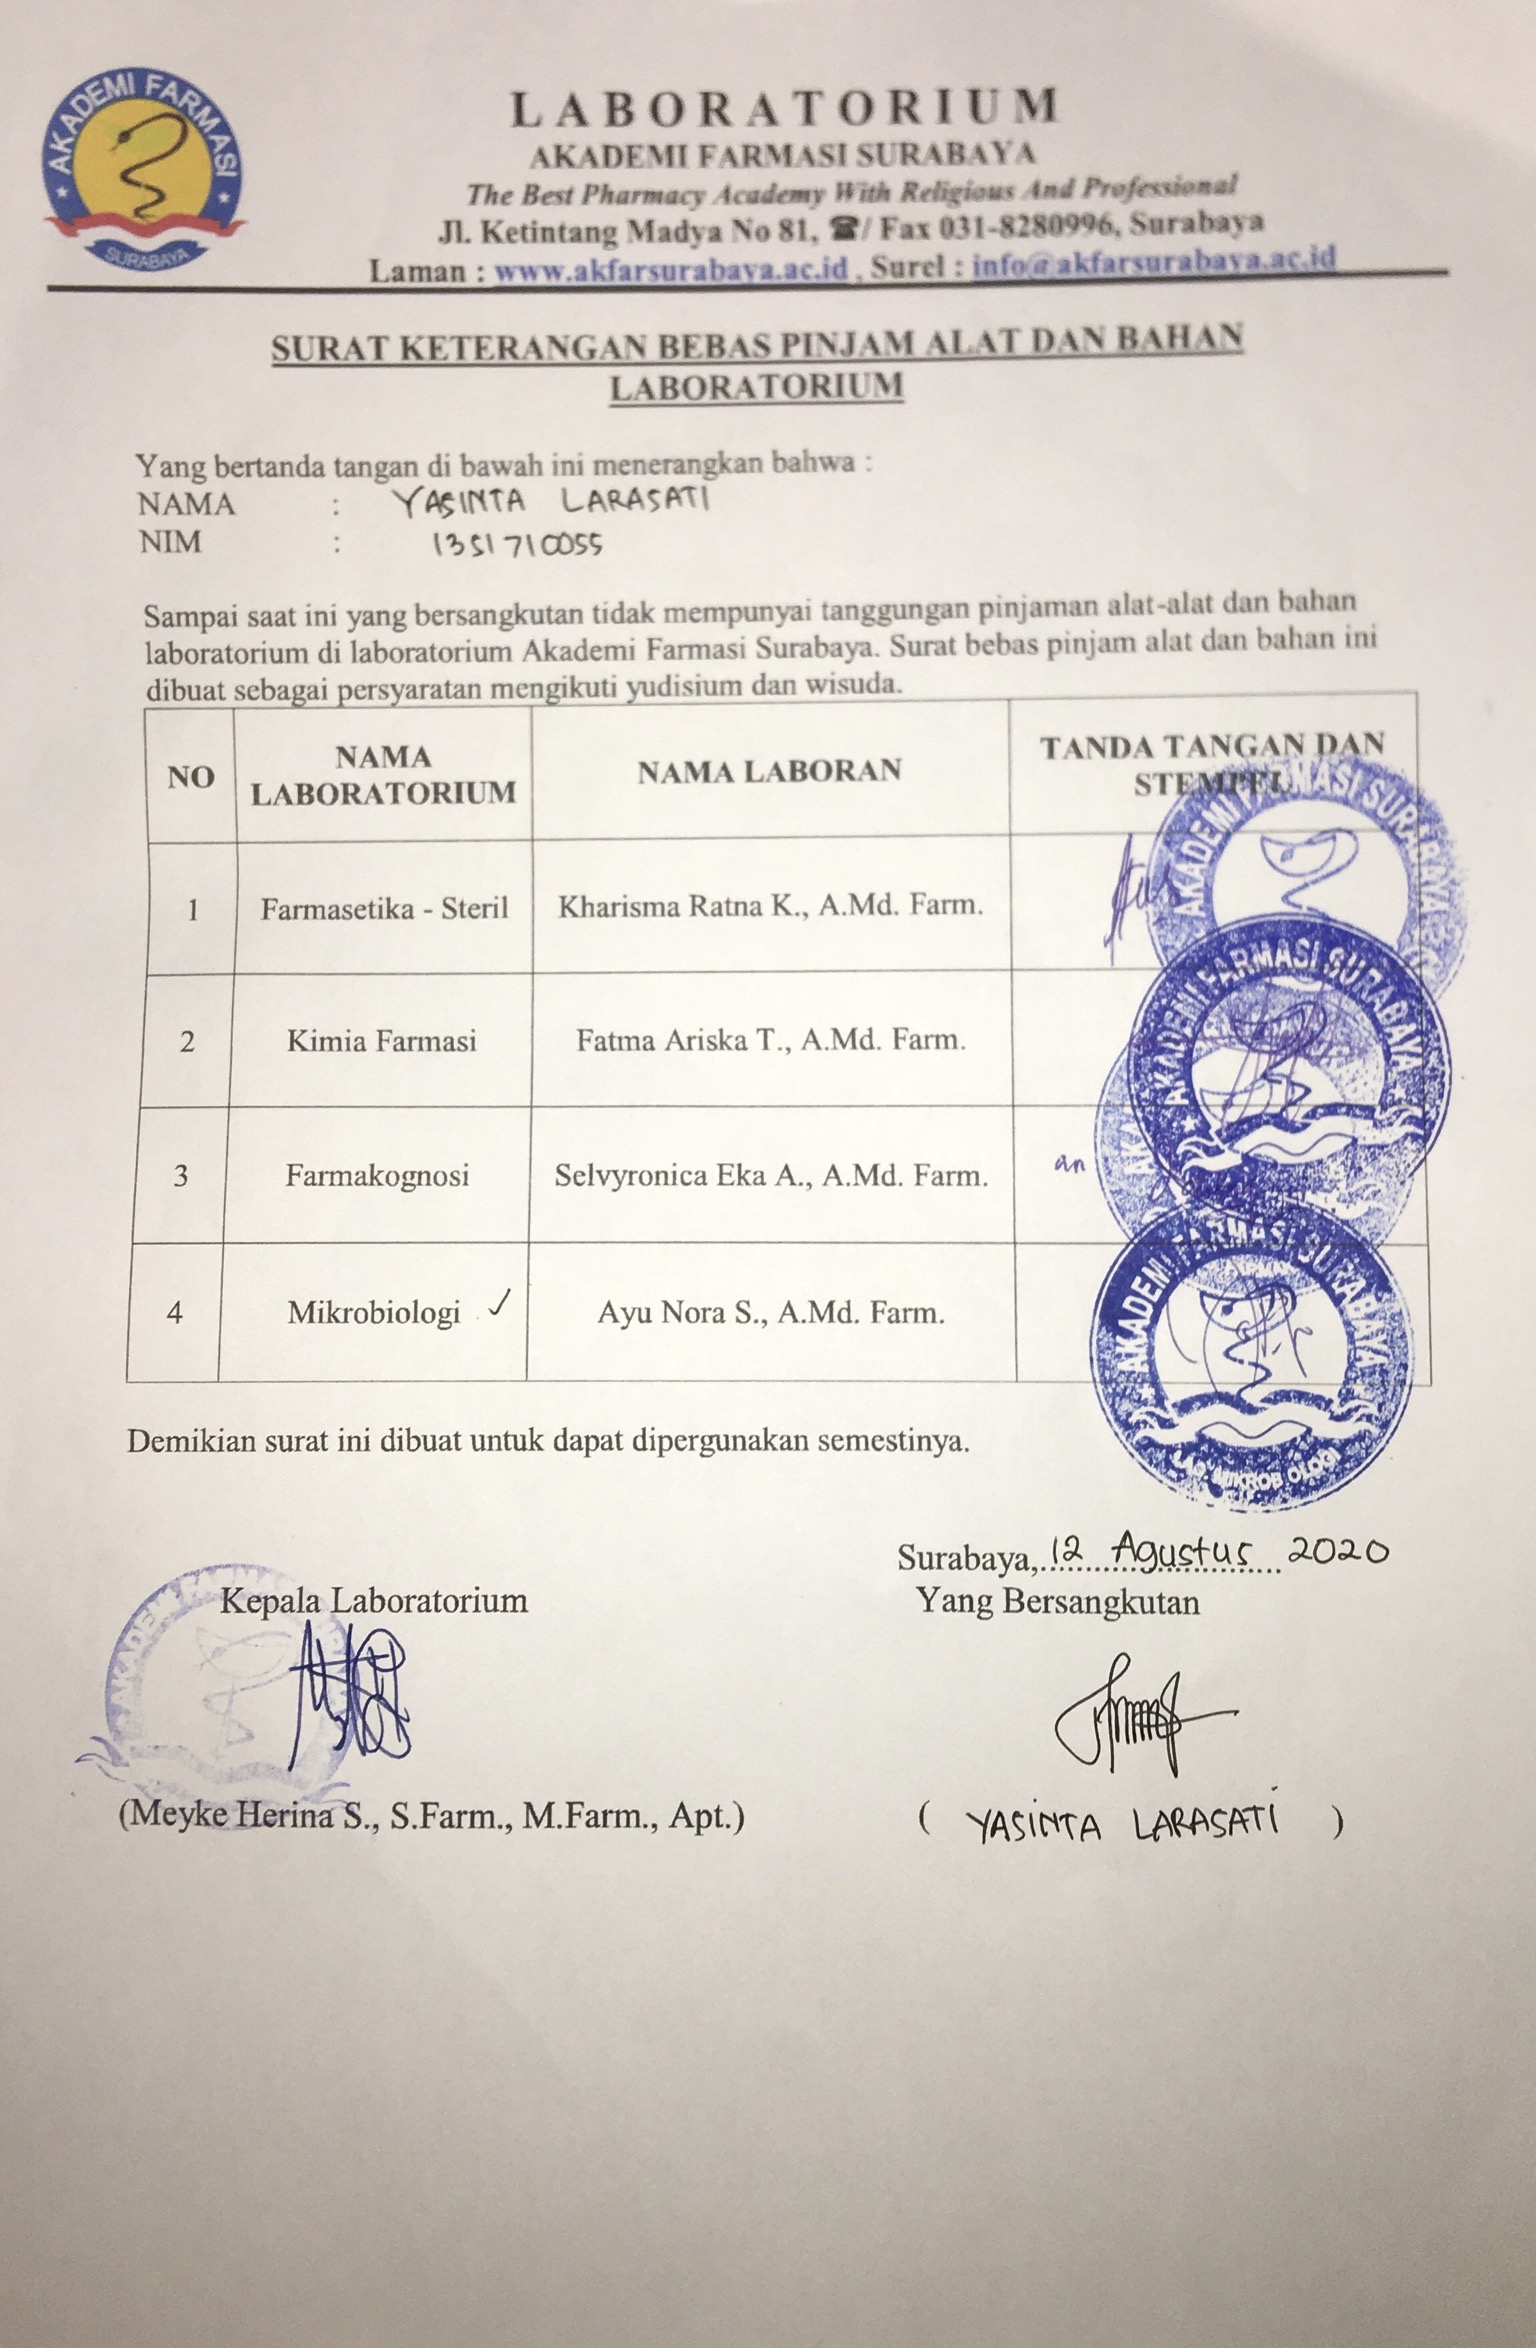 AKADEMI FARMASI
SURABAYA
LABORATORIUM
AKADEMI FARMASI SURABAYA
The Best Pharmacy Academy With Religious And Professional
Jl. Ketintang Madya No 81, ☎/ Fax 031-8280996, Surabaya
Laman : www.akfarsurabaya.ac.id , Surel : info@akfarsurabaya.ac.id
SURAT KETERANGAN BEBAS PINJAM ALAT DAN BAHAN
LABORATORIUM
Yang bertanda tangan di bawah ini menerangkan bahwa :
NAMA : YASINTA LARASATI
NIM : 1351710055
Sampai saat ini yang bersangkutan tidak mempunyai tanggungan pinjaman alat-alat dan bahan
laboratorium di laboratorium Akademi Farmasi Surabaya. Surat bebas pinjam alat dan bahan ini
dibuat sebagai persyaratan mengikuti yudisium dan wisuda.
NO NAMA LABORATORIUM NAMA LABORAN TANDA TANGAN DAN STEMPEL
1 Farmasetika - Steril Kharisma Ratna K., A.Md. Farm.
AKADEMI FARMASI SURABAYA
2 Kimia Farmasi Fatma Ariska T., A.Md. Farm.
AKADEMI FARMASI SURABAYA
3 Farmakognosi Selvyronica Eka A., A.Md. Farm. an
4 Mikrobiologi ✓ Ayu Nora S., A.Md. Farm.
AKADEMI FARMASI SURABAYA
LAB. MIKROBIOLOGI
Demikian surat ini dibuat untuk dapat dipergunakan semestinya.
Surabaya, 12 Agustus 2020
Kepala Laboratorium Yang Bersangkutan
AKADEMI
(Meyke Herina S., S.Farm., M.Farm., Apt.) ( YASINTA LARASATI )